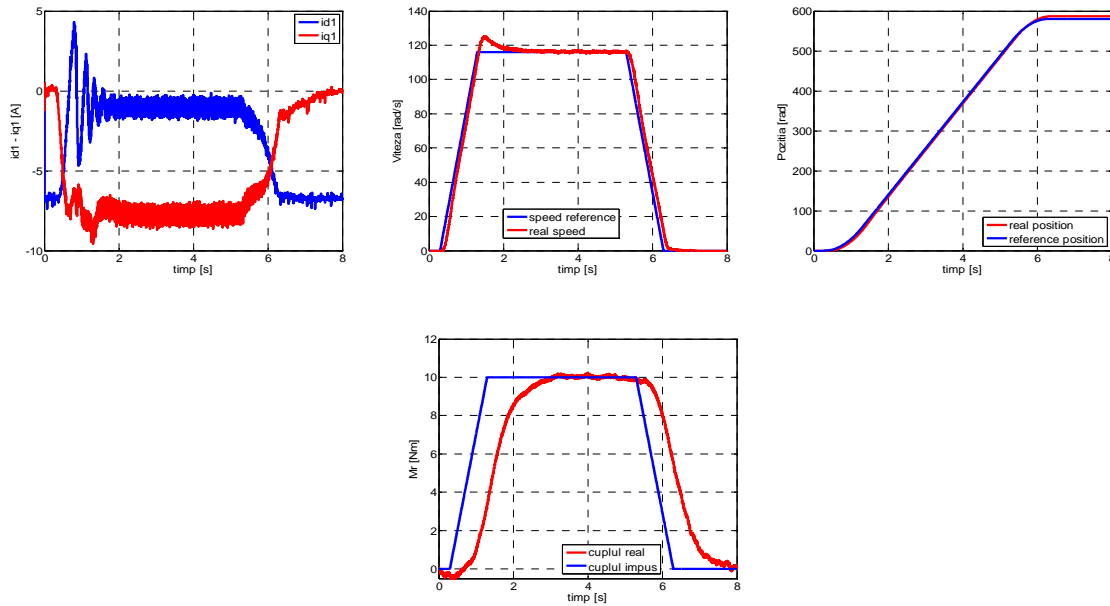 5
0
-5
-10
id1 - iq1 [A]
id1
iq1
2
4
6
8
timp [s]
140
120
100
80
60
40
20
0
Viteza [rad/s]
speed reference
real speed
0
2
4
6
8
timp [s]
600
500
400
300
200
100
0
Pozitia [rad]
real position
reference position
0
2
4
6
8
timp [s]
12
10
8
6
4
2
0
Mr [Nm]
cuplul real
cuplul impus
0
2
4
6
8
timp [s]